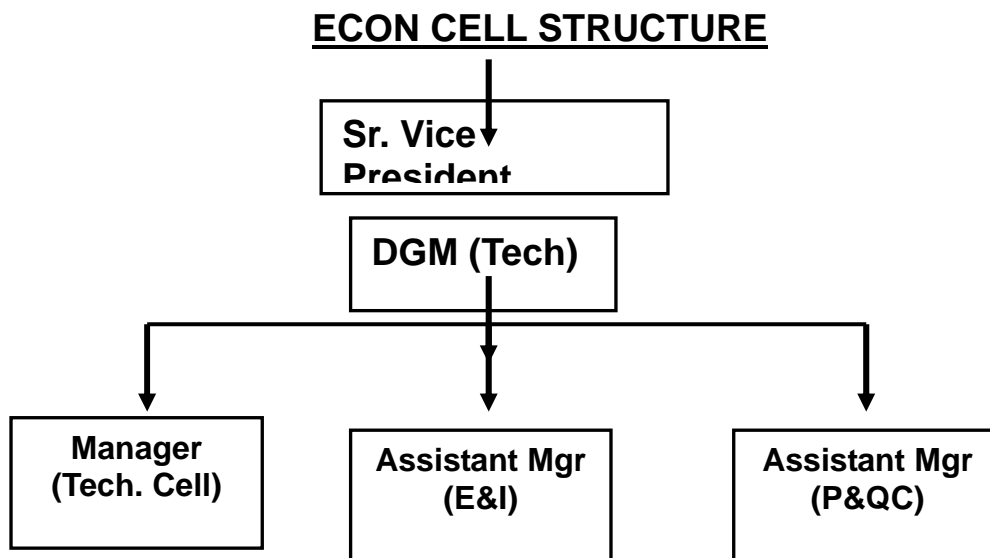 ECON CELL STRUCTURE
Sr. Vice
President
DGM (Tech)
Manager
(Tech. Cell)
Assistant Mgr
(E&I)
Assistant Mgr
(P&QC)